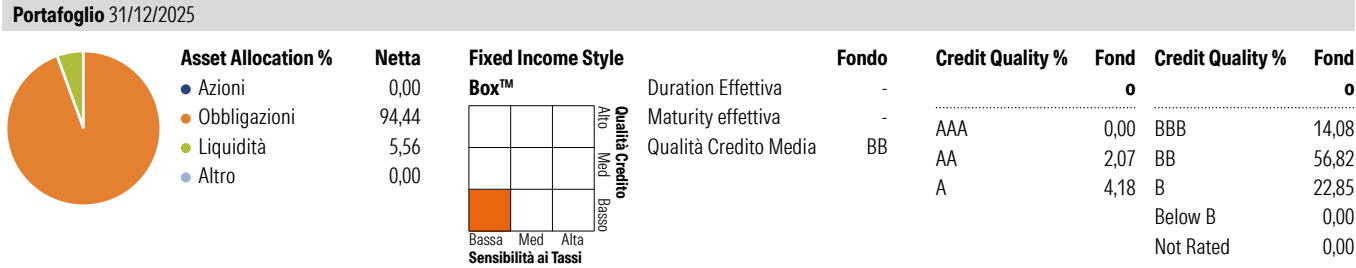 Portafoglio 31/12/2025
Asset Allocation % Netta
Azioni 0,00
Obbligazioni 94,44
Liquidità 5,56
Altro 0,00
Fixed Income Style Box™
Alto Med Basso
Qualità Credito
Bassa Med Alta
Sensibilità ai Tassi
Fondo
Duration Effettiva -
Maturity effettiva -
Qualità Credito Media BB
Credit Quality % Fond
o
AAA 0,00
AA 2,07
A 4,18
Credit Quality % Fond
o
BBB 14,08
BB 56,82
B 22,85
Below B 0,00
Not Rated 0,00